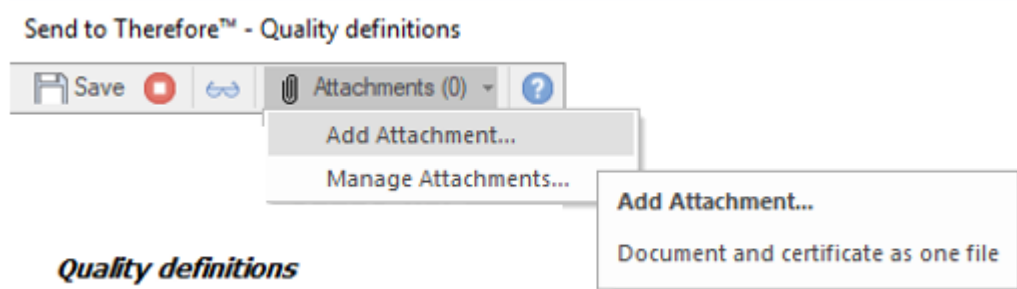 Send to Therefore™ - Quality definitions
Save Attachments (0) ?
Add Attachment...
Manage Attachments...
Add Attachment...
Document and certificate as one file
Quality definitions